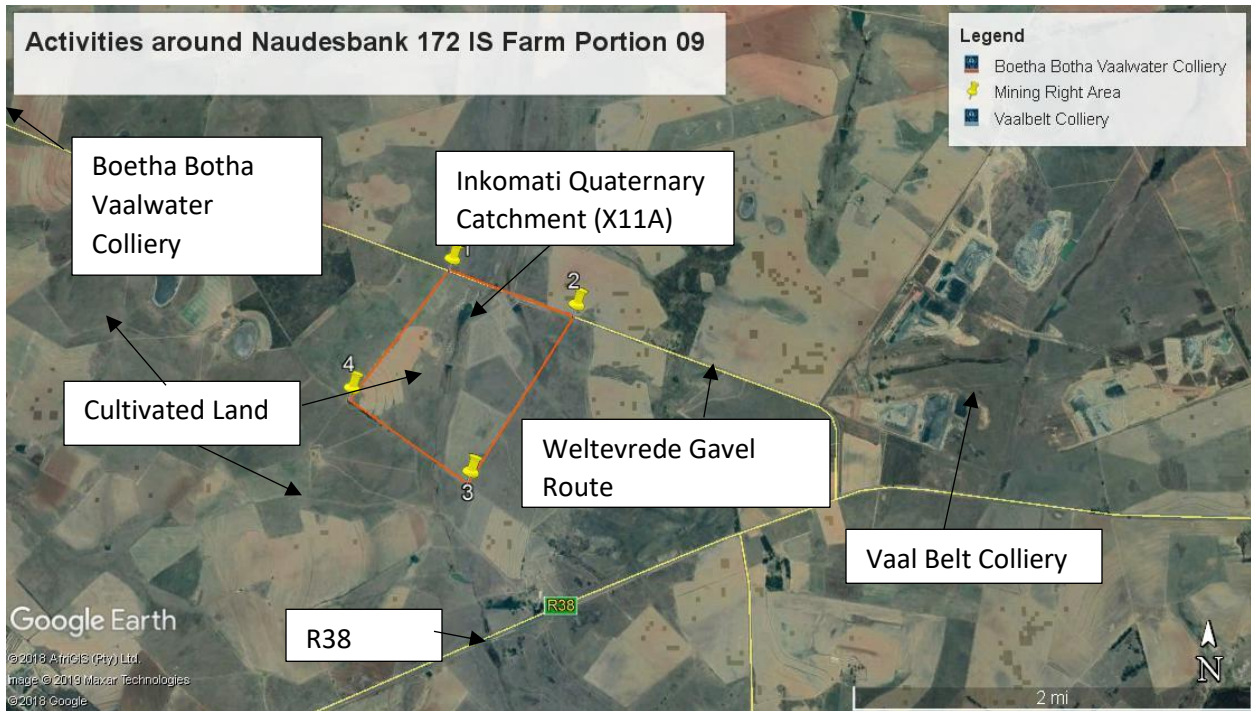 Activities around Naudesbank 172 IS Farm Portion 09
Legend
Boetha Botha Vaalwater Colliery
Mining Right Area
Vaalbelt Colliery
Boetha Botha
Vaalwater
Colliery
Inkomati Quaternary
Catchment (X11A)
1
2
4
Cultivated Land
3
Weltevrede Gavel
Route
Vaal Belt Colliery
R38
R38
Google Earth
© 2018 AfriGIS (Pty) Ltd.
Image © 2019 Maxar Technologies
© 2018 Google
N
2 mi